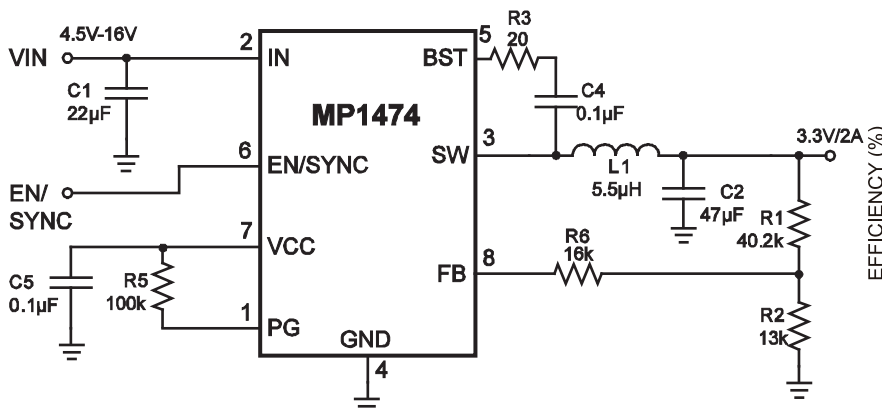 VIN
4.5V-16V
C1
22µF
2
IN
MP1474
BST
5
R3
20
C4
0.1µF
EN/
SYNC
6
EN/SYNC
SW
3
L1
5.5µH
3.3V/2A
C2
47µF
R1
40.2k
C5
0.1µF
R5
100k
7
VCC
FB
8
R6
16k
R2
13k
1
PG
GND
4
EFFICIENCY (%)